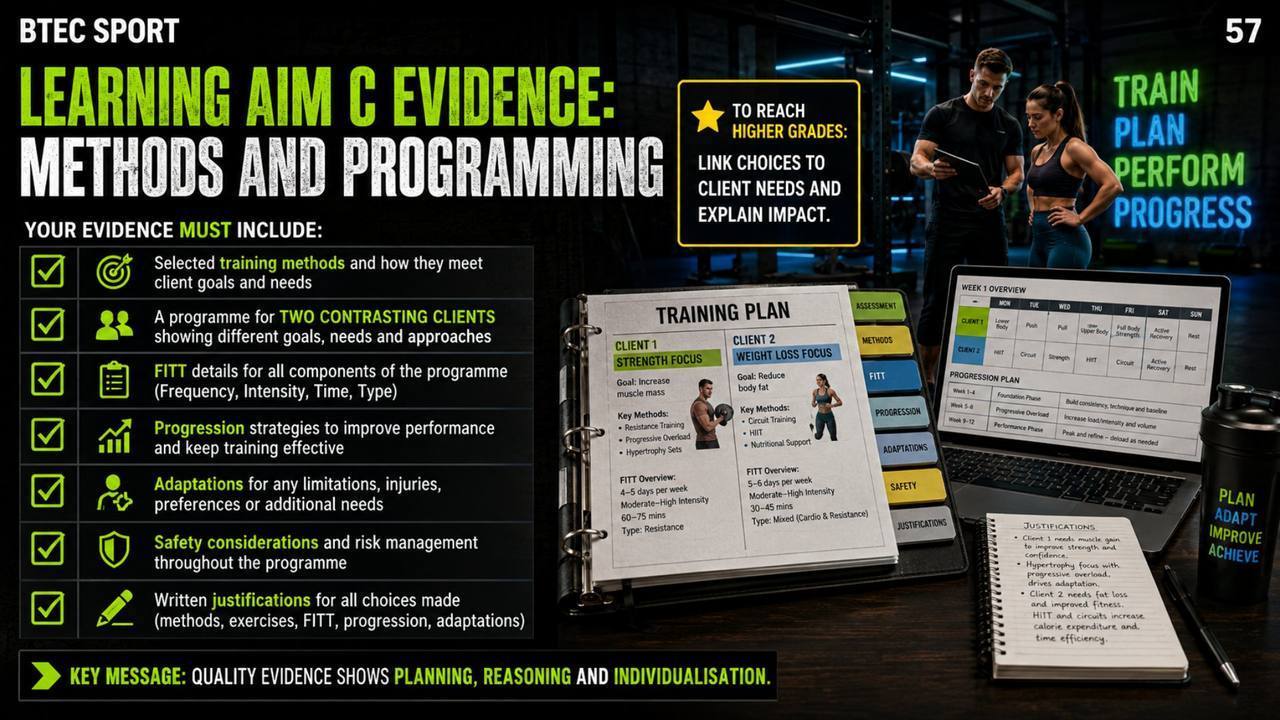 BTEC SPORT
57
LEARNING AIM C EVIDENCE:
METHODS AND PROGRAMMING
TO REACH
HIGHER GRADES:
LINK CHOICES TO
CLIENT NEEDS AND
EXPLAIN IMPACT.
TRAIN
PLAN
PERFORM
PROGRESS
YOUR EVIDENCE MUST INCLUDE:
Selected training methods and how they meet
client goals and needs
A programme for TWO CONTRASTING CLIENTS
showing different goals, needs and approaches
FITT details for all components of the programme
(Frequency, Intensity, Time, Type)
Progression strategies to improve performance
and keep training effective
Adaptations for any limitations, injuries,
preferences or additional needs
Safety considerations and risk management
throughout the programme
Written justifications for all choices made
(methods, exercises, FITT, progression, adaptations)
KEY MESSAGE: QUALITY EVIDENCE SHOWS PLANNING, REASONING AND INDIVIDUALISATION.
TRAINING PLAN
CLIENT 1
STRENGTH FOCUS
Goal: Increase
muscle mass
Key Methods:
• Resistance Training
• Progressive Overload
• Hypertrophy Sets
FITT Overview:
4–5 days per week
Moderate–High Intensity
60–75 mins
Type: Resistance
CLIENT 2
WEIGHT LOSS FOCUS
Goal: Reduce
body fat
Key Methods:
• Circuit Training
• HIIT
• Nutritional Support
FITT Overview:
5–6 days per week
Moderate–High Intensity
30–45 mins
Type: Mixed (Cardio & Resistance)
ASSESSMENT
METHODS
FITT
PROGRESSION
ADAPTATIONS
SAFETY
JUSTIFICATIONS
WEEK 1 OVERVIEW
MON TUE WED THU FRI SAT SUN
CLIENT 1 Lower Body Push Pull Upper Body Full Body Strength Active Recovery Rest
CLIENT 2 HIIT Circuit Strength HIIT Circuit Active Recovery Rest
PROGRESSION PLAN
Week 1–4 Foundation Phase Build consistency, technique and baseline
Week 5–8 Progressive Overload Increase load/intensity and volume
Week 9–12 Performance Phase Peak and refine – deload as needed
JUSTIFICATIONS
• Client 1 needs muscle gain
to improve strength and
confidence.
• Hypertrophy focus with
progressive overload,
drives adaptation.
• Client 2 needs fat loss
and improved fitness.
HIIT and circuits increase
calorie expenditure and
time efficiency.
PLAN
ADAPT
IMPROVE
ACHIEVE